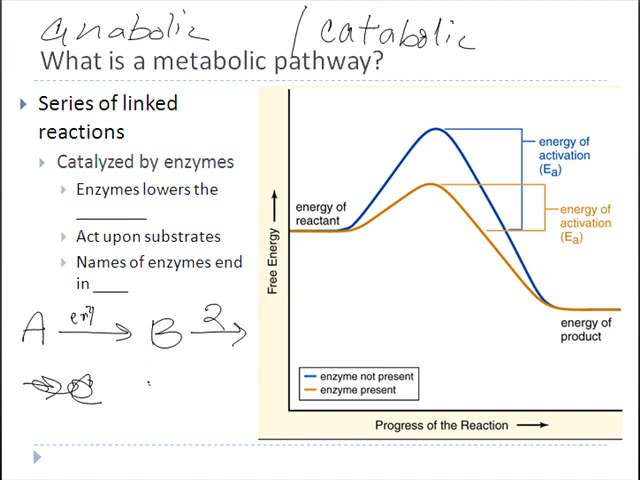 anabolic / catabolic
What is a metabolic pathway?
Series of linked
reactions
Catalyzed by enzymes
Enzymes lowers the
________
Act upon substrates
Names of enzymes end
in ____
A B 2
energy of
reactant
energy of
activation
(Ea)
energy of
activation
(Ea)
energy of
product
Free Energy
enzyme not present
enzyme present
Progress of the Reaction